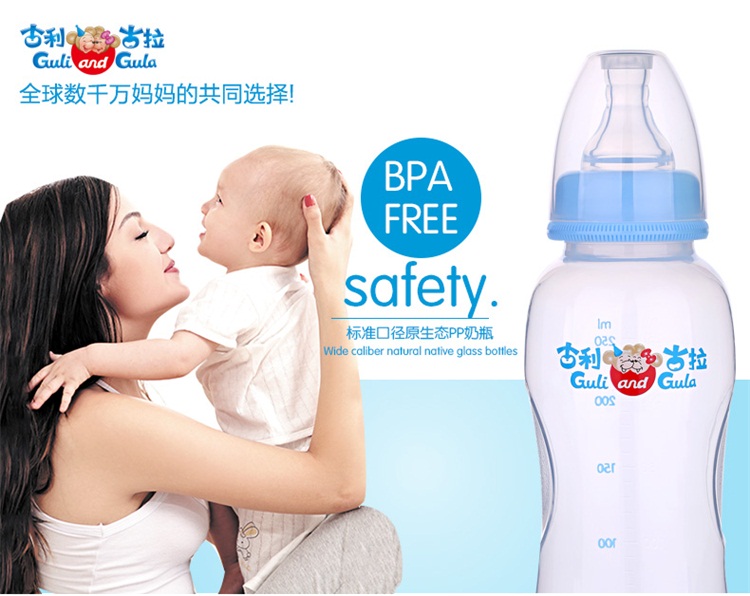 古利 古拉
Guli and Gula
全球数千万妈妈的共同选择!
BPA
FREE
safety.
标准口径原生态PP奶瓶
Wide caliber natural native glass bottles
ml
250
古利 古拉
Guli and Gula
200
150
100